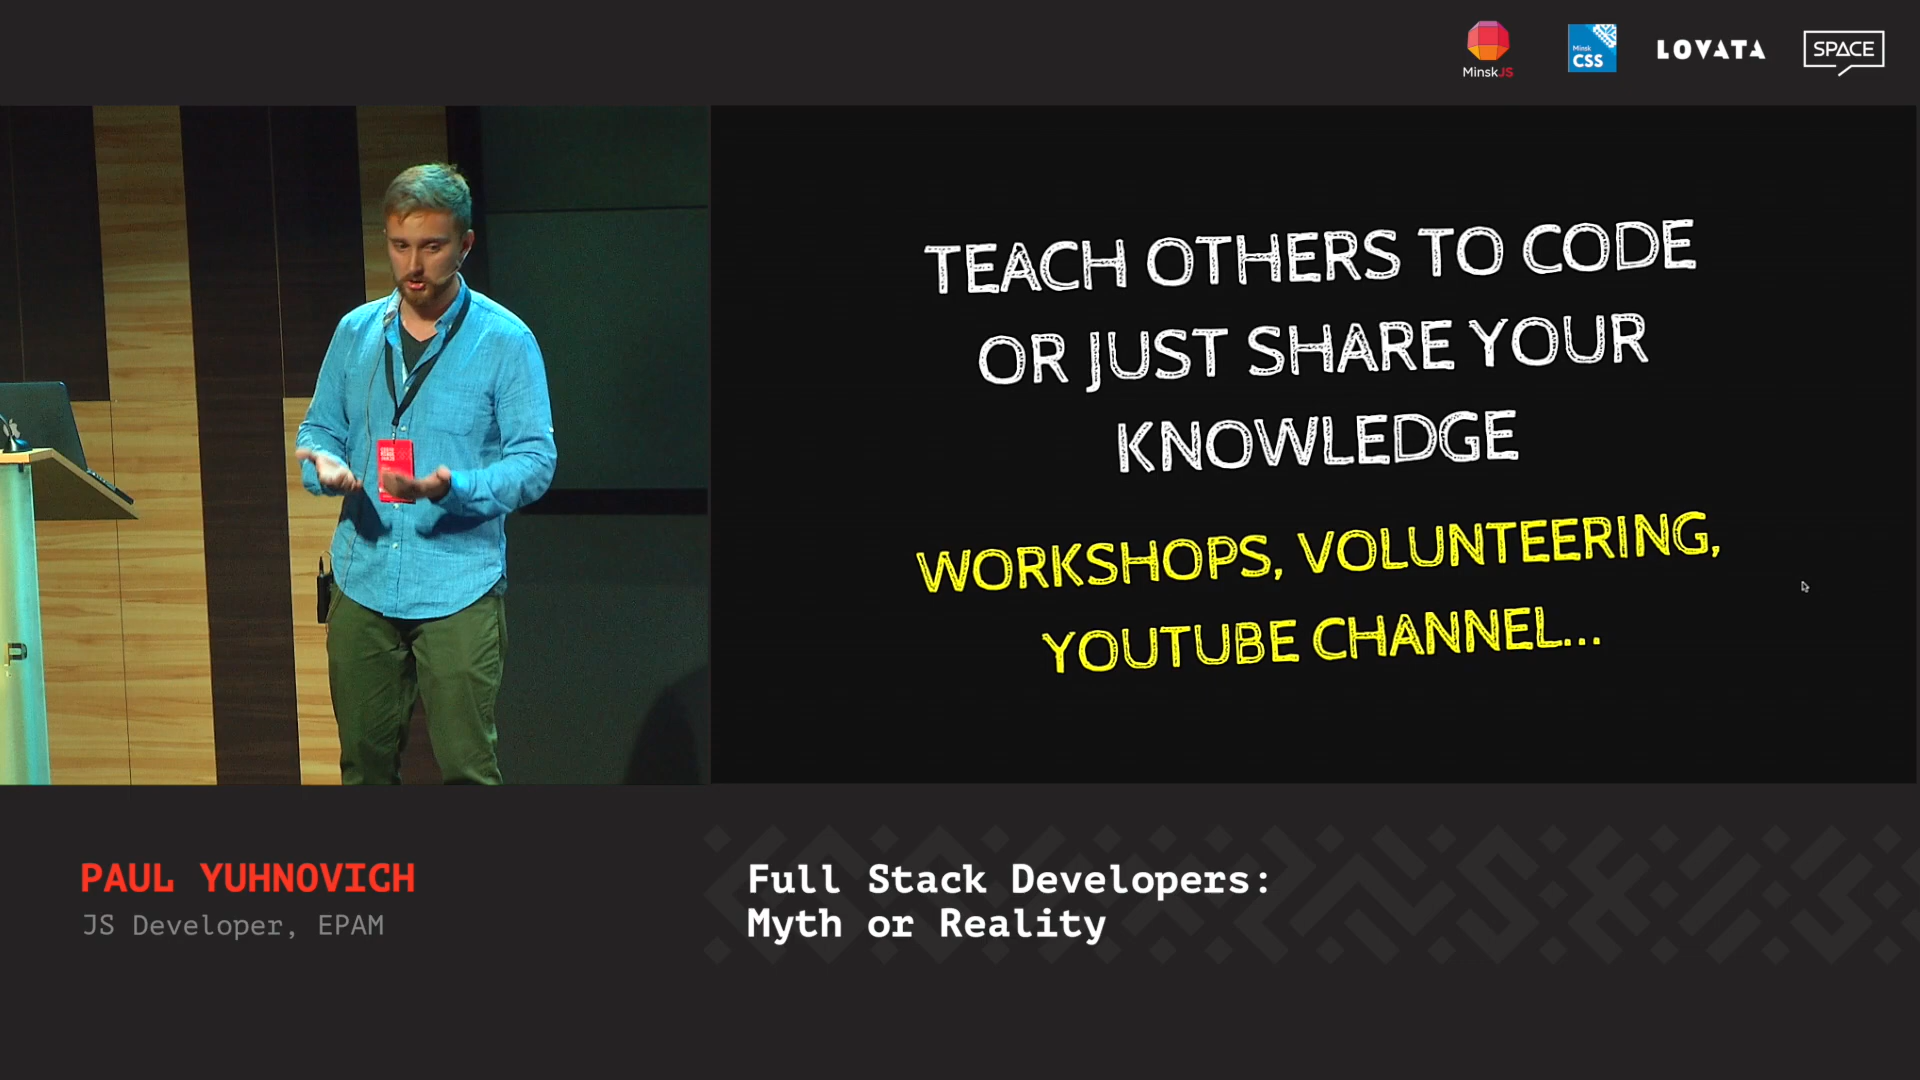 MinskJS
Minsk
CSS
LOVATA
SPACE
TEACH OTHERS TO CODE
OR JUST SHARE YOUR
KNOWLEDGE
WORKSHOPS, VOLUNTEERING,
YOUTUBE CHANNEL...
PAUL YUHNOVICH
JS Developer, EPAM
Full Stack Developers:
Myth or Reality